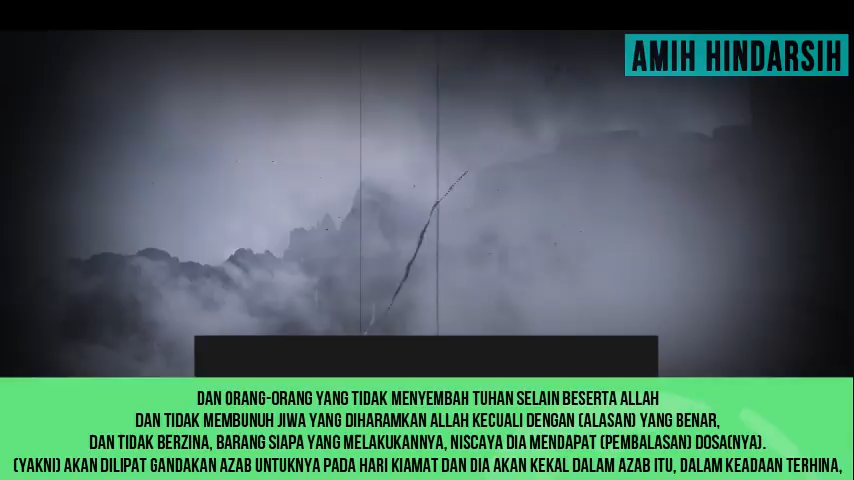 AMIH HINDARSIH
DAN ORANG-ORANG YANG TIDAK MENYEMBAH TUHAN SELAIN BESERTA ALLAH
DAN TIDAK MEMBUNUH JIWA YANG DIHARAMKAN ALLAH KECUALI DENGAN (ALASAN) YANG BENAR,
DAN TIDAK BERZINA, BARANG SIAPA YANG MELAKUKANNYA, NISCAYA DIA MENDAPAT (PEMBALASAN) DOSA(NYA).
(YAKNI) AKAN DILIPAT GANDAKAN AZAB UNTUKNYA PADA HARI KIAMAT DAN DIA AKAN KEKAL DALAM AZAB ITU, DALAM KEADAAN TERHINA,